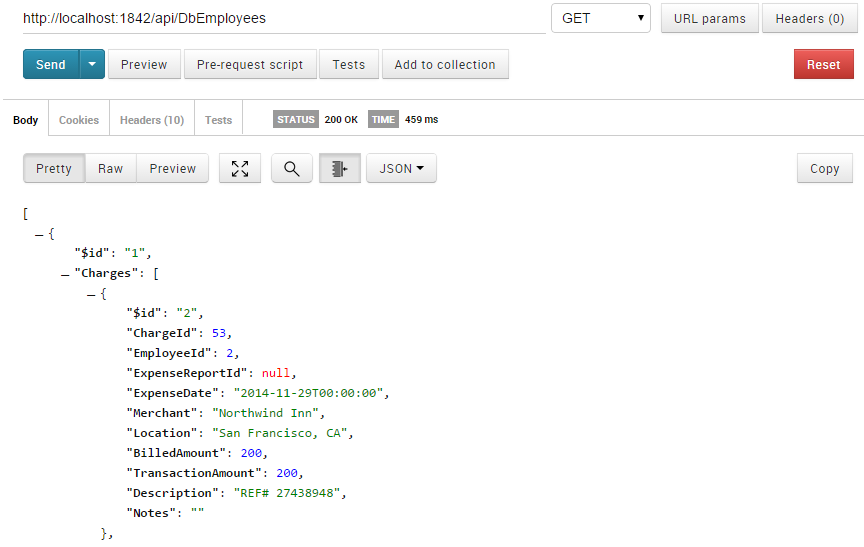 http://localhost:1842/api/DbEmployees GET URL params Headers (0)
Send Preview Pre-request script Tests Add to collection Reset
Body Cookies Headers (10) Tests STATUS 200 OK TIME 459 ms
Pretty Raw Preview JSON Copy
[
{
"$id": "1",
"Charges": [
{
"$id": "2",
"ChargeId": 53,
"EmployeeId": 2,
"ExpenseReportId": null,
"ExpenseDate": "2014-11-29T00:00:00",
"Merchant": "Northwind Inn",
"Location": "San Francisco, CA",
"BilledAmount": 200,
"TransactionAmount": 200,
"Description": "REF# 27438948",
"Notes": ""
},